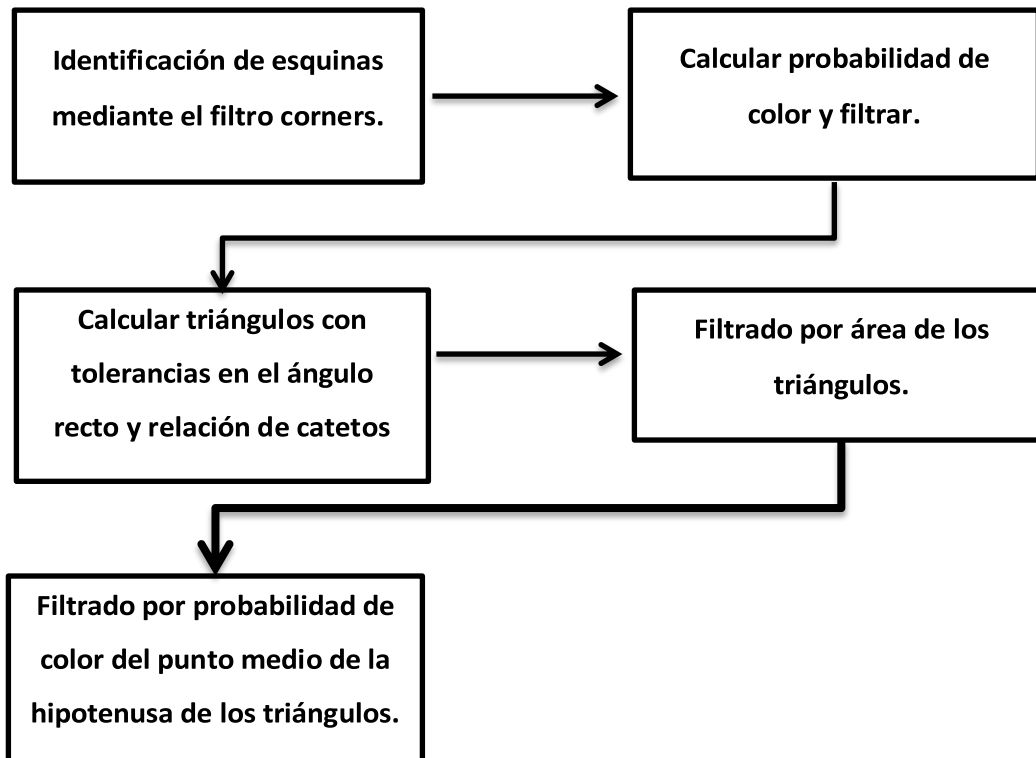 Identificación de esquinas
mediante el filtro corners.
Calcular probabilidad de
color y filtrar.
Calcular triángulos con
tolerancias en el ángulo
recto y relación de catetos
Filtrado por área de los
triángulos.
Filtrado por probabilidad de
color del punto medio de la
hipotenusa de los triángulos.